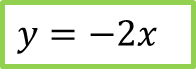 y = −2x